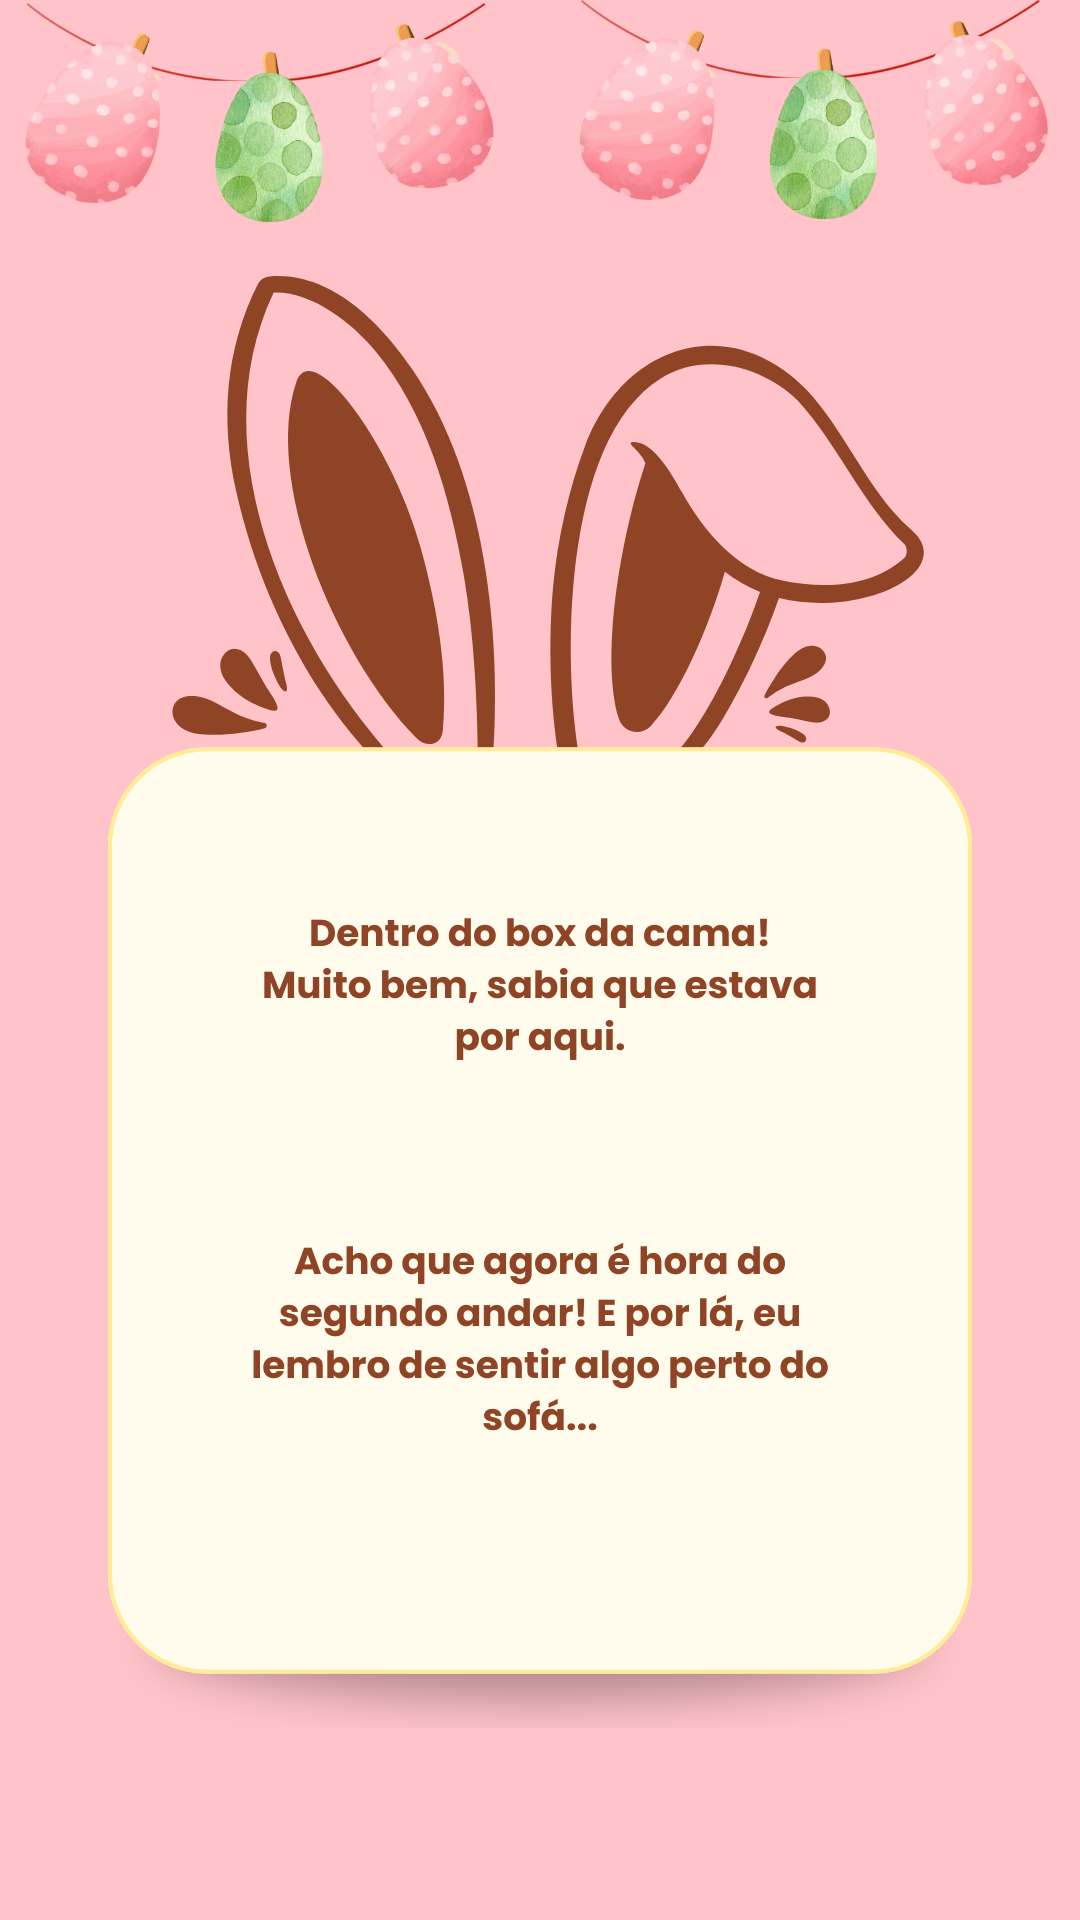 Dentro do box da cama!
Muito bem, sabia que estava
por aqui.
Acho que agora é hora do
segundo andar! E por lá, eu
lembro de sentir algo perto do
sofá...